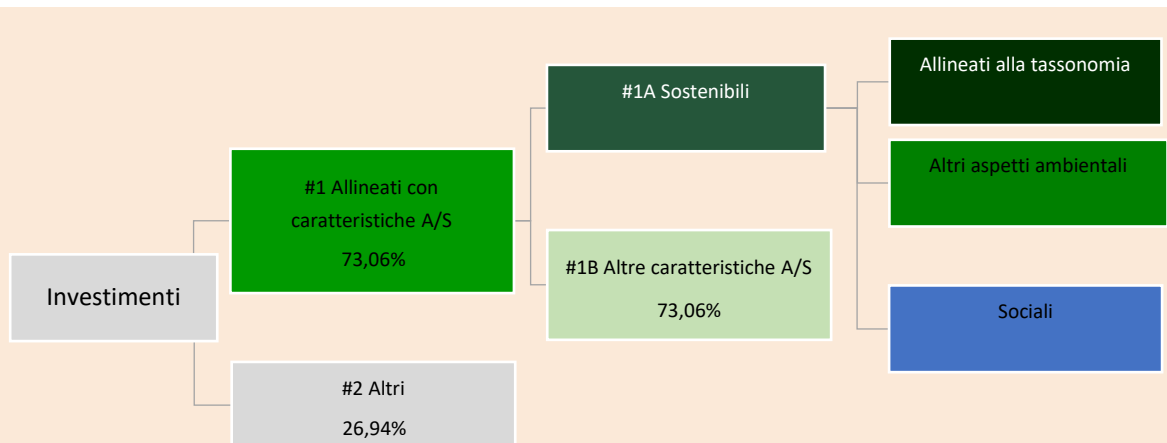 Investimenti
#1 Allineati con
caratteristiche A/S
73,06%
#2 Altri
26,94%
#1A Sostenibili
#1B Altre caratteristiche A/S
73,06%
Allineati alla tassonomia
Altri aspetti ambientali
Sociali